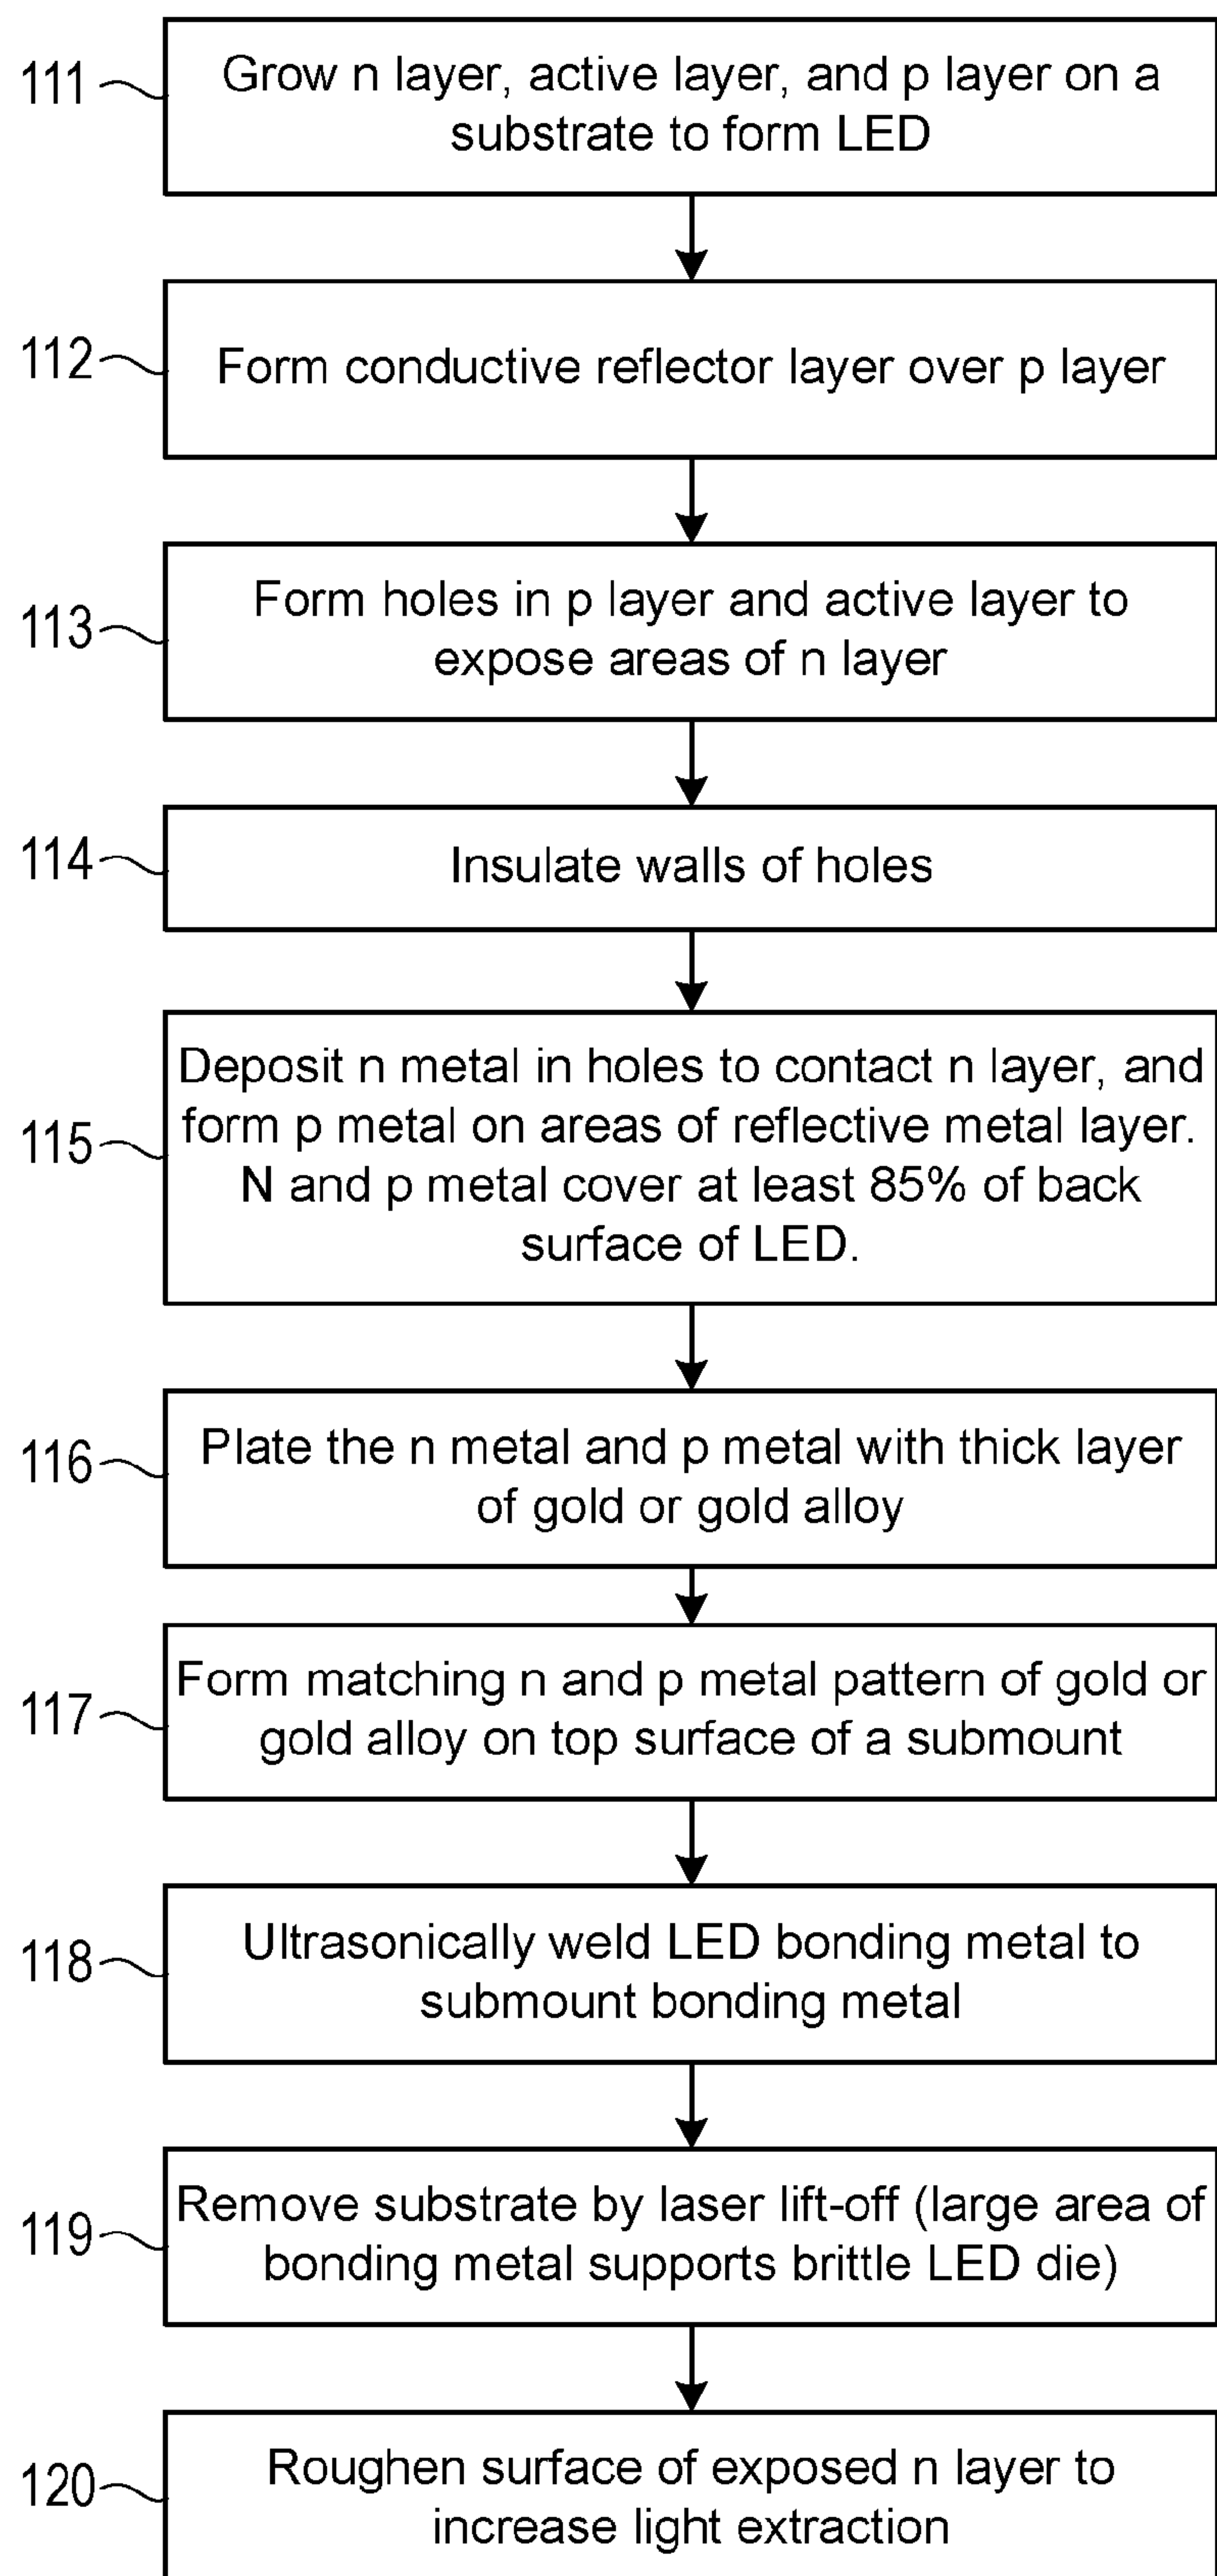 111
Grow n layer, active layer, and p layer on a
substrate to form LED
112
Form conductive reflector layer over p layer
113
Form holes in p layer and active layer to
expose areas of n layer
114
Insulate walls of holes
115
Deposit n metal in holes to contact n layer, and
form p metal on areas of reflective metal layer.
N and p metal cover at least 85% of back
surface of LED.
116
Plate the n metal and p metal with thick layer
of gold or gold alloy
117
Form matching n and p metal pattern of gold or
gold alloy on top surface of a submount
118
Ultrasonically weld LED bonding metal to
submount bonding metal
119
Remove substrate by laser lift-off (large area of
bonding metal supports brittle LED die)
120
Roughen surface of exposed n layer to
increase light extraction